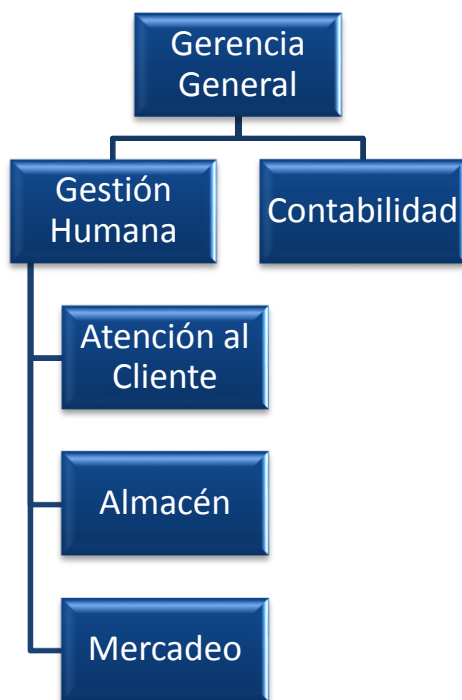 Gerencia
General
Gestión
Humana
Contabilidad
Atención al
Cliente
Almacén
Mercadeo